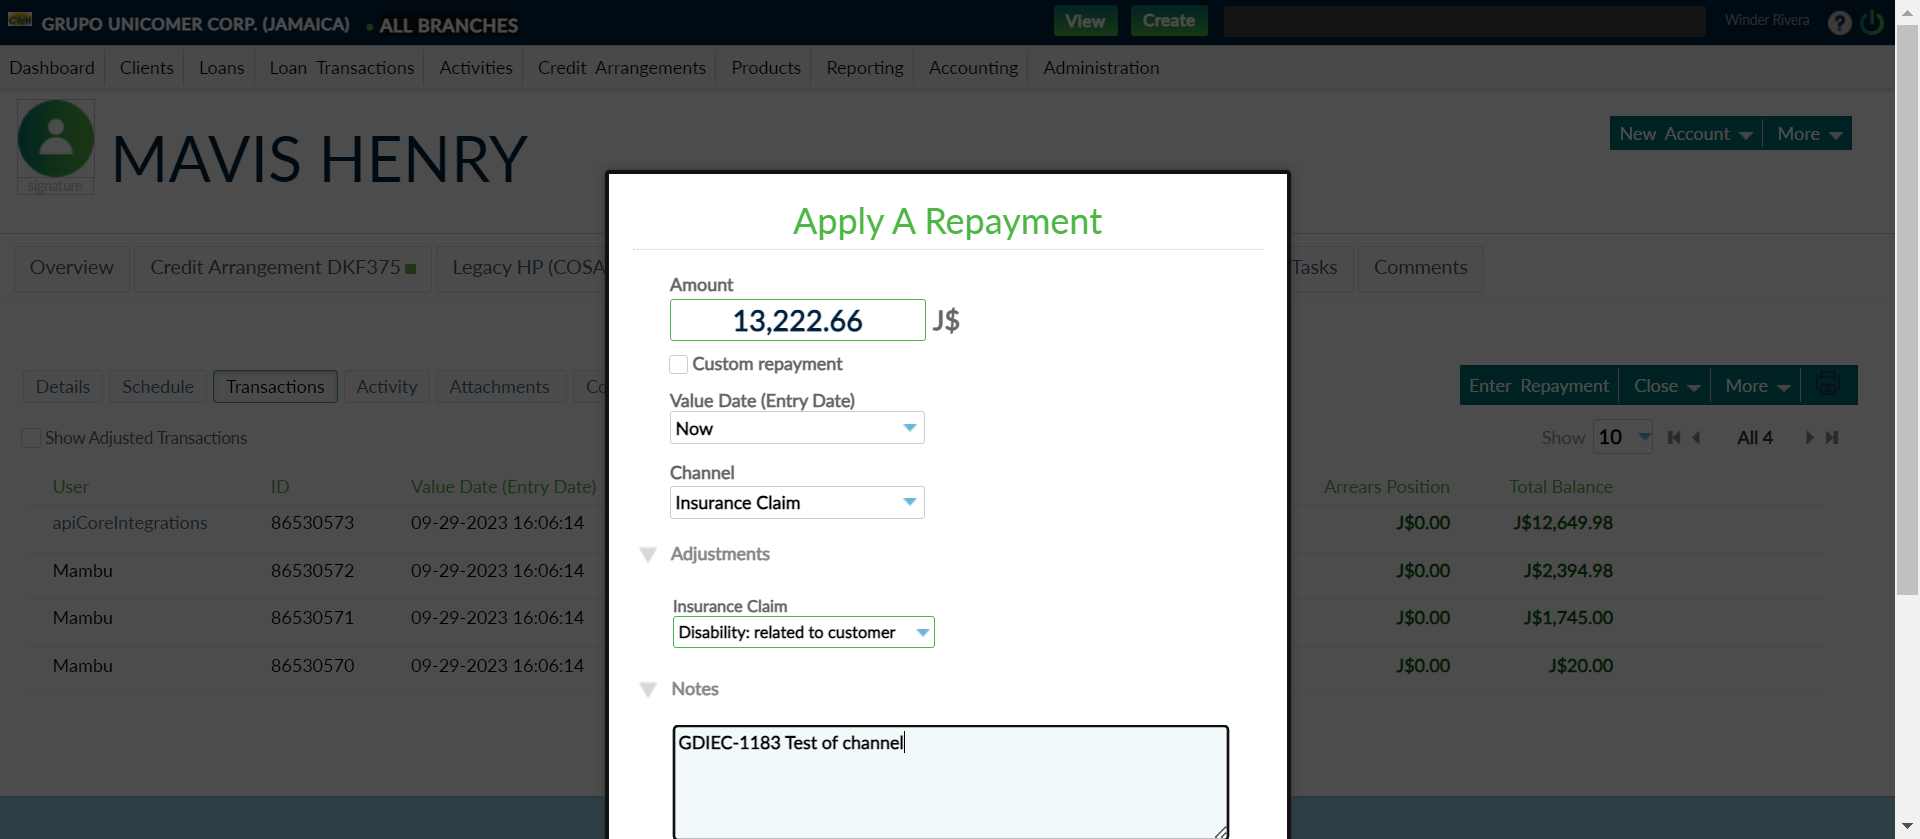 GRUPO UNICOMER CORP. (JAMAICA) • ALL BRANCHES View Create Winder Rivera ?
Dashboard Clients Loans Loan Transactions Activities Credit Arrangements Products Reporting Accounting Administration
MAVIS HENRY
signature
New Account More
Apply A Repayment
Overview Credit Arrangement DKF375 Legacy HP (COSA Tasks Comments
Amount
13,222.66 J$
Custom repayment
Details Schedule Transactions Activity Attachments Co Enter Repayment Close More
Value Date (Entry Date)
Now
Show Adjusted Transactions Show 10 All 4
Channel
Insurance Claim
User ID Value Date (Entry Date) Arrears Position Total Balance
apiCoreIntegrations 86530573 09-29-2023 16:06:14 J$0.00 J$12,649.98
Adjustments
Mambu 86530572 09-29-2023 16:06:14 J$0.00 J$2,394.98
Insurance Claim
Mambu 86530571 09-29-2023 16:06:14 J$0.00 J$1,745.00
Disability: related to customer
Mambu 86530570 09-29-2023 16:06:14 J$0.00 J$20.00
Notes
GDIEC-1183 Test of channel